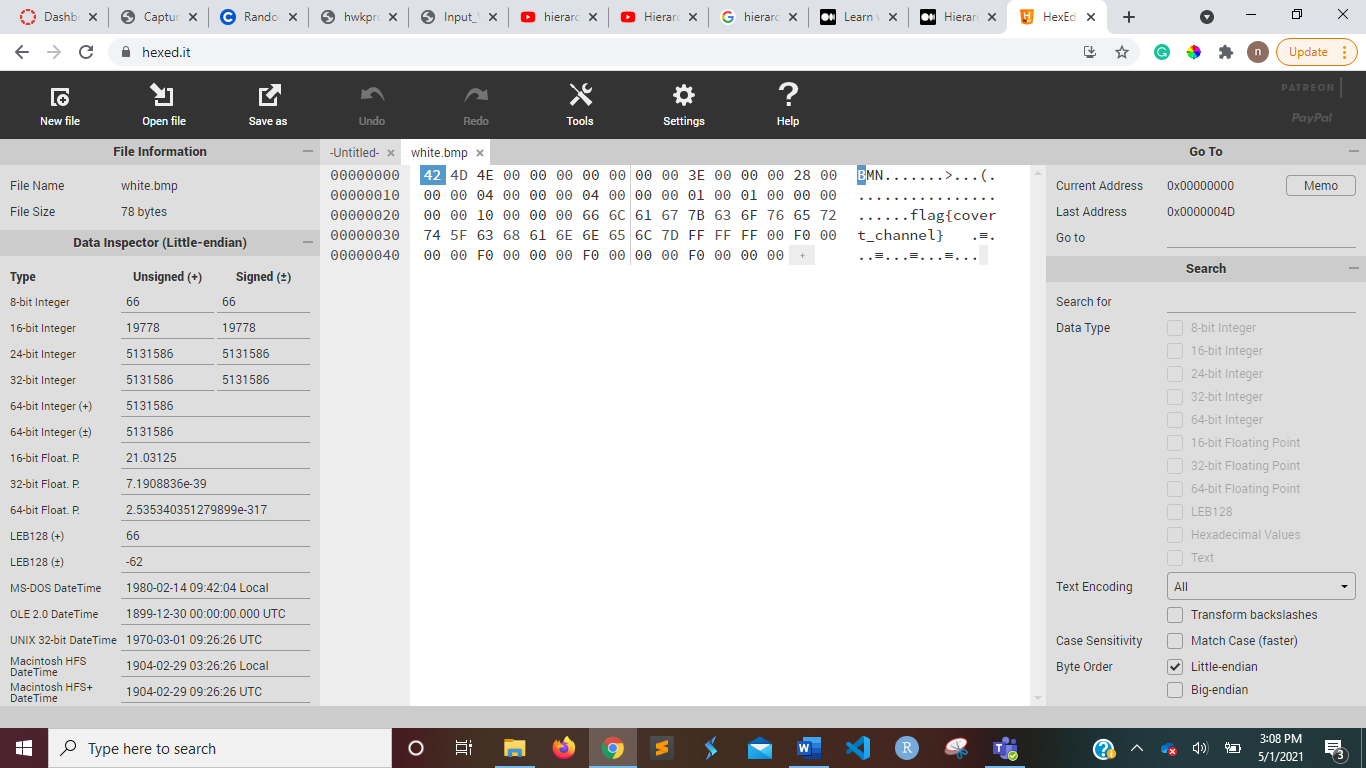 Dashb
Captur
Rando
hwkpro
Input_V
hierarc
Hierarc
hierarc
Learn v
Hierar
HexEd
hexed.it
n
Update
New file
Open file
Save as
Undo
Redo
Tools
Settings
Help
PATREON
PayPal
File Information
-Untitled-
white.bmp
Go To
File Name white.bmp
File Size 78 bytes
Data Inspector (Little-endian)
Type Unsigned (+) Signed (±)
8-bit Integer 66 66
16-bit Integer 19778 19778
24-bit Integer 5131586 5131586
32-bit Integer 5131586 5131586
64-bit Integer (+) 5131586
64-bit Integer (±) 5131586
16-bit Float. P. 21.03125
32-bit Float. P. 7.1908836e-39
64-bit Float. P. 2.535340351279899e-317
LEB128 (+) 66
LEB128 (±) -62
MS-DOS DateTime 1980-02-14 09:42:04 Local
OLE 2.0 DateTime 1899-12-30 00:00:00.000 UTC
UNIX 32-bit DateTime 1970-03-01 09:26:26 UTC
Macintosh HFS
DateTime 1904-02-29 03:26:26 Local
Macintosh HFS+
DateTime 1904-02-29 09:26:26 UTC
00000000 42 4D 4E 00 00 00 00 00 00 00 3E 00 00 00 28 00 BMN.......>...(.
00000010 00 00 04 00 00 00 04 00 00 00 01 00 01 00 00 00 ................
00000020 00 00 10 00 00 00 66 6C 61 67 7B 63 6F 76 65 72 ......flag{cover
00000030 74 5F 63 68 61 6E 6E 65 6C 7D FF FF FF 00 F0 00 t_channel}   .≡.
00000040 00 00 F0 00 00 00 F0 00 00 00 F0 00 00 00 + ..≡...≡...≡...
Current Address 0x00000000 Memo
Last Address 0x0000004D
Go to
Search
Search for
Data Type 8-bit Integer
16-bit Integer
24-bit Integer
32-bit Integer
64-bit Integer
16-bit Floating Point
32-bit Floating Point
64-bit Floating Point
LEB128
Hexadecimal Values
Text
Text Encoding All
Transform backslashes
Case Sensitivity Match Case (faster)
Byte Order Little-endian
Big-endian
Type here to search
3:08 PM
5/1/2021
3